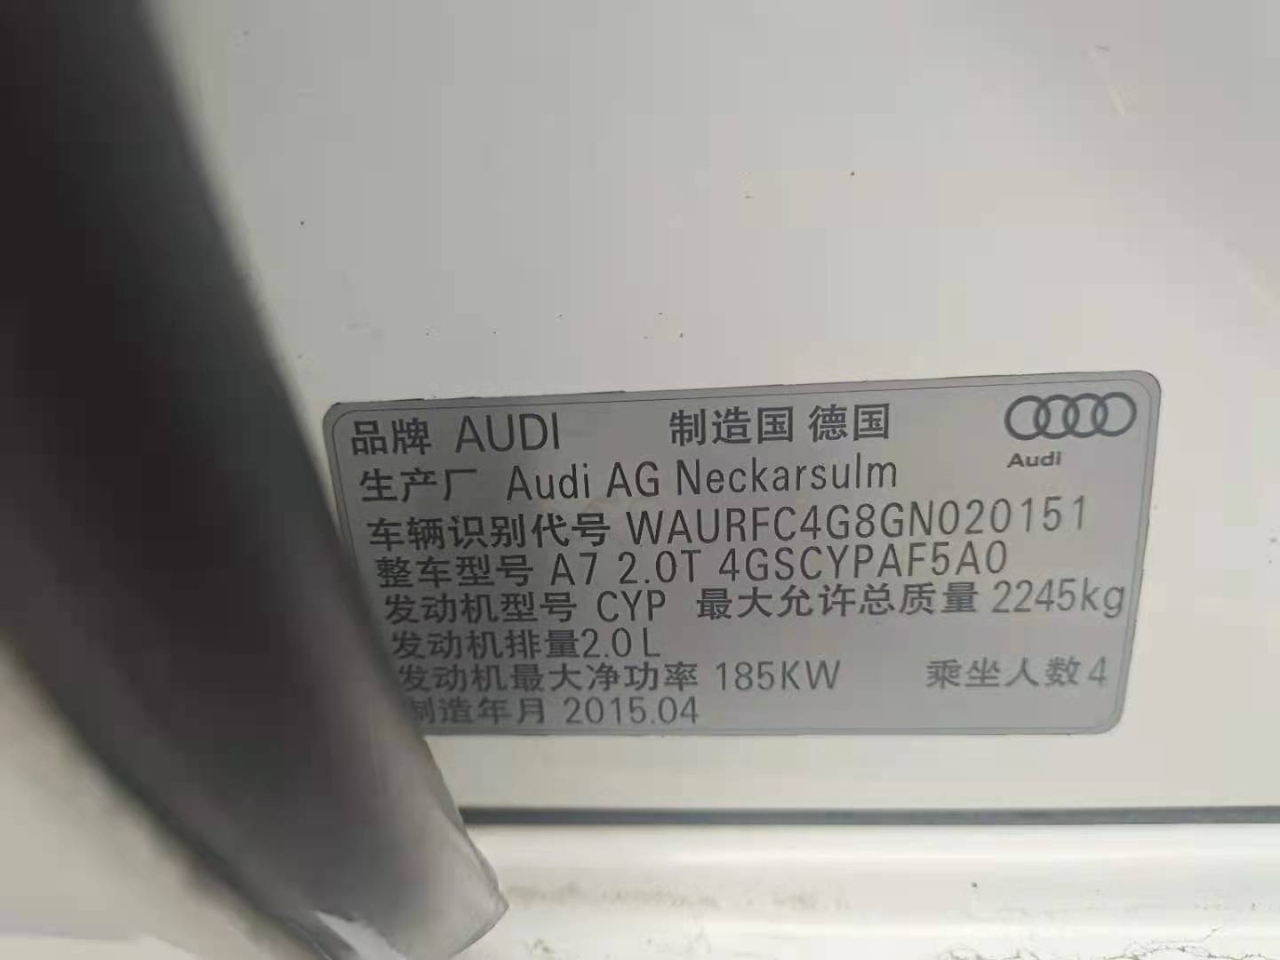 品牌 AUDI 制造国 德国
Audi
生产厂 Audi AG Neckarsulm
车辆识别代号 WAURFC4G8GN020151
整车型号 A7 2.0T 4GSCYPAF5A0
发动机型号 CYP 最大允许总质量 2245kg
发动机排量2.0L
发动机最大净功率 185KW 乘坐人数4
制造年月 2015.04